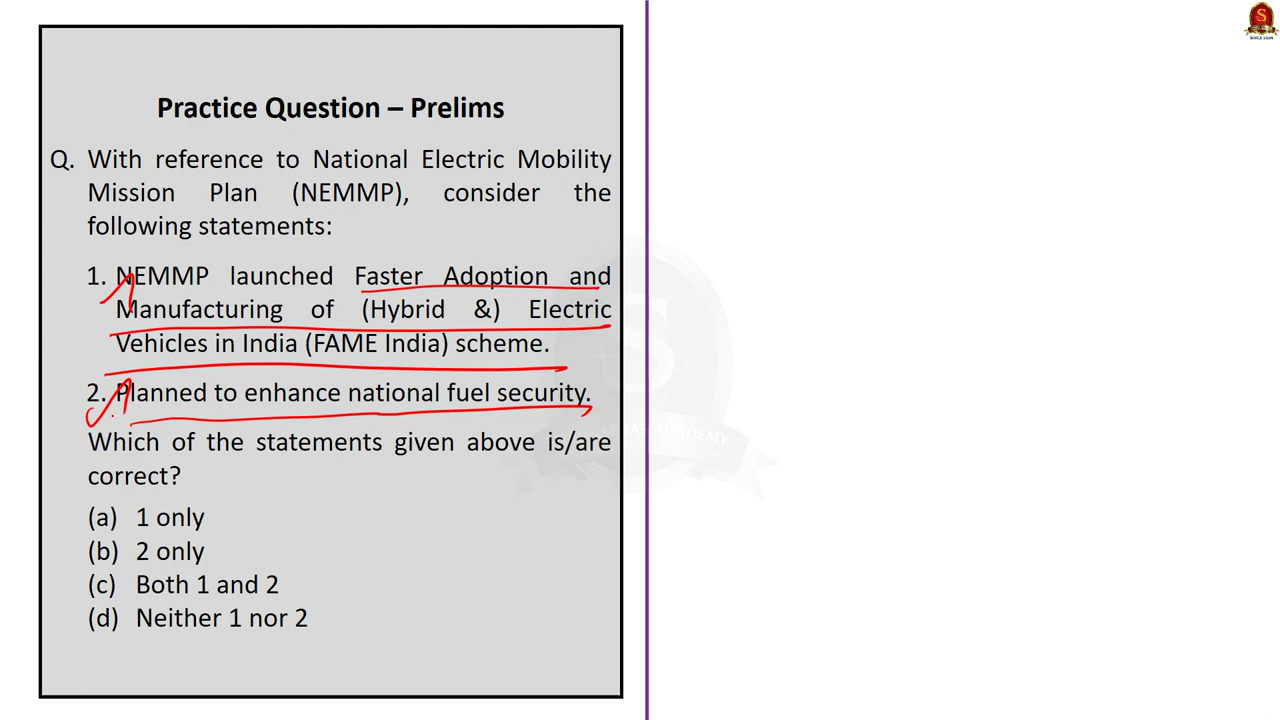 Practice Question – Prelims
Q. With reference to National Electric Mobility
Mission Plan (NEMMP), consider the
following statements:
1. NEMMP launched Faster Adoption and
Manufacturing of (Hybrid &) Electric
Vehicles in India (FAME India) scheme.
2. Planned to enhance national fuel security.
Which of the statements given above is/are
correct?
(a) 1 only
(b) 2 only
(c) Both 1 and 2
(d) Neither 1 nor 2
S
SINCE 2004
ACADEMY